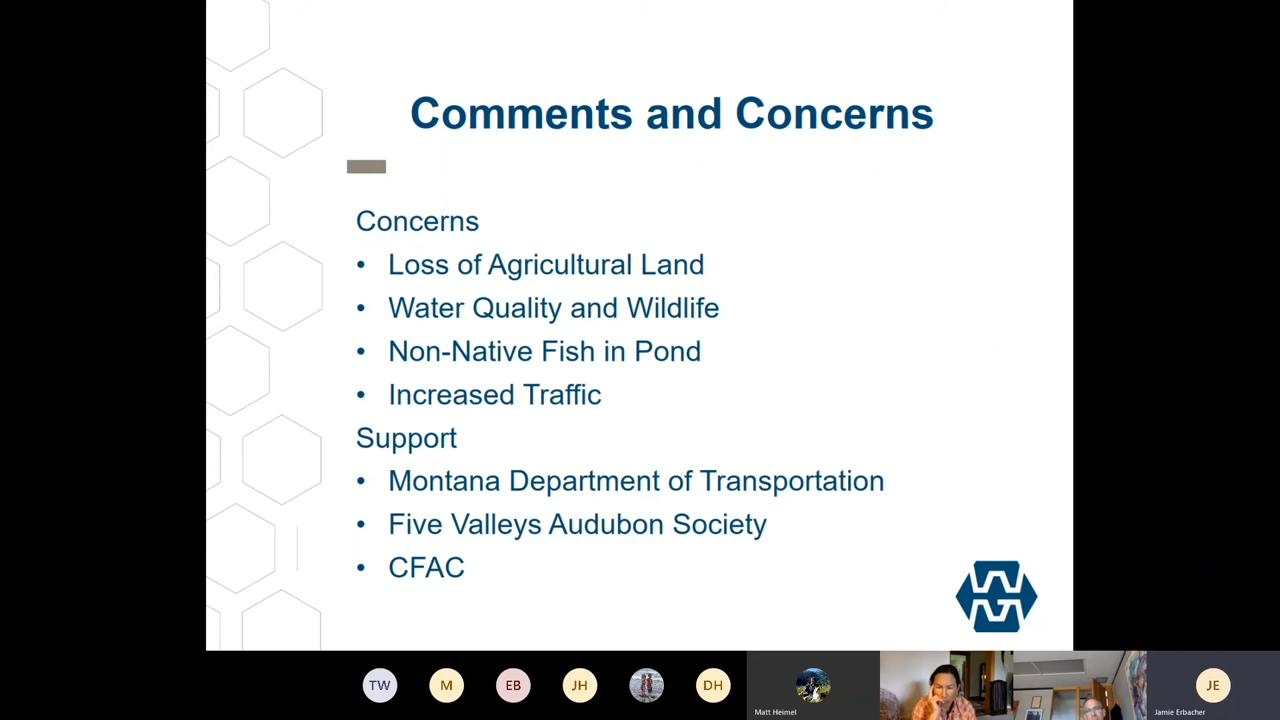 Comments and Concerns
Concerns
• Loss of Agricultural Land
• Water Quality and Wildlife
• Non-Native Fish in Pond
• Increased Traffic
Support
• Montana Department of Transportation
• Five Valleys Audubon Society
• CFAC
WGM
TW
M
EB
JH
DH
Matt Heimel
JE
Jamie Erbacher